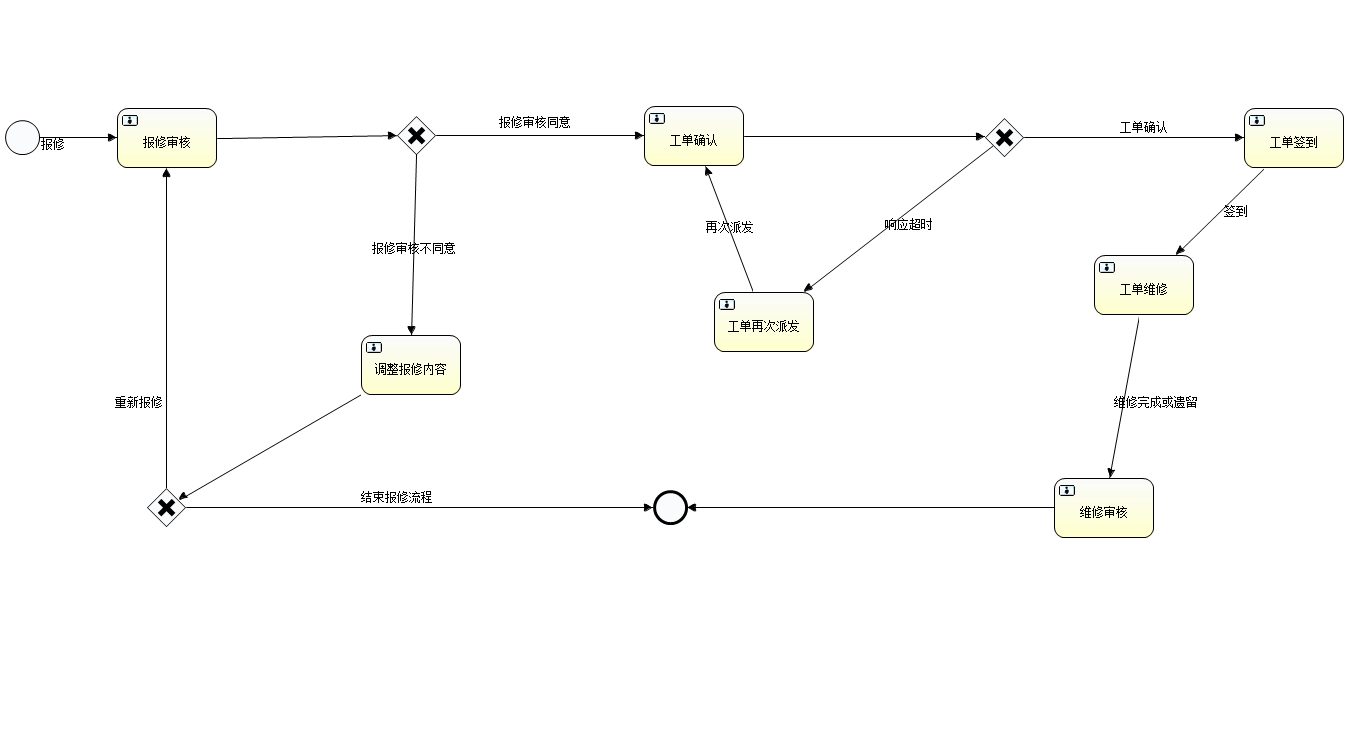 报修
报修审核
报修审核同意
工单确认
工单确认
工单签到
签到
再次派发
响应超时
报修审核不同意
工单维修
工单再次派发
调整报修内容
重新报修
维修完成或遗留
结束报修流程
维修审核